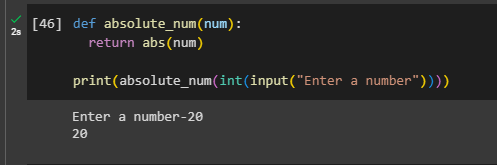 [46] def absolute_num(num):
return abs(num)
print(absolute_num(int(input("Enter a number"))))
2s
Enter a number-20
20